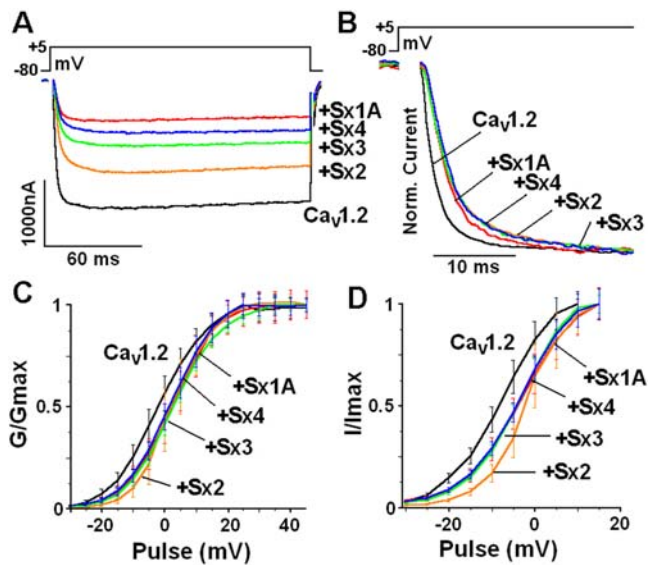 A
+5
-80
mV
+Sx1A
+Sx4
+Sx3
+Sx2
CaV1.2
1000nA
60 ms
B
+5
-80
mV
Norm. Current
CaV1.2
+Sx1A
+Sx4
+Sx2
+Sx3
10 ms
C
G/Gmax
1
0.5
0
CaV1.2
+Sx1A
+Sx4
+Sx3
+Sx2
-20 0 20 40
Pulse (mV)
D
I/Imax
1
0.5
0
CaV1.2
+Sx1A
+Sx4
+Sx3
+Sx2
-20 0 20
Pulse (mV)